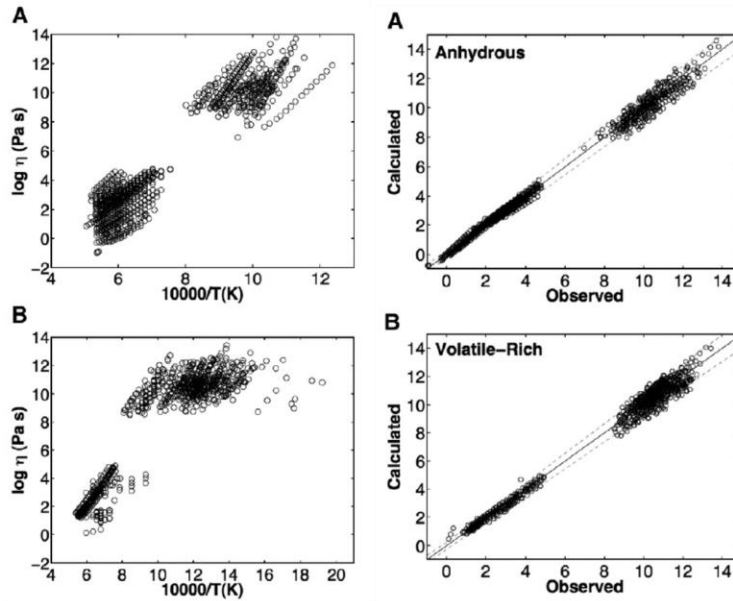 A
14
12
10
8
6
4
2
0
−2
log η (Pa s)
4 6 8 10 12
10000/T(K)
A
Anhydrous
14
12
10
8
6
4
2
0
Calculated
0 2 4 6 8 10 12 14
Observed
B
14
12
10
8
6
4
2
0
−2
log η (Pa s)
6 8 10 12 14 16 18 20
10000/T(K)
B
Volatile−Rich
14
12
10
8
6
4
2
0
Calculated
0 2 4 6 8 10 12 14
Observed